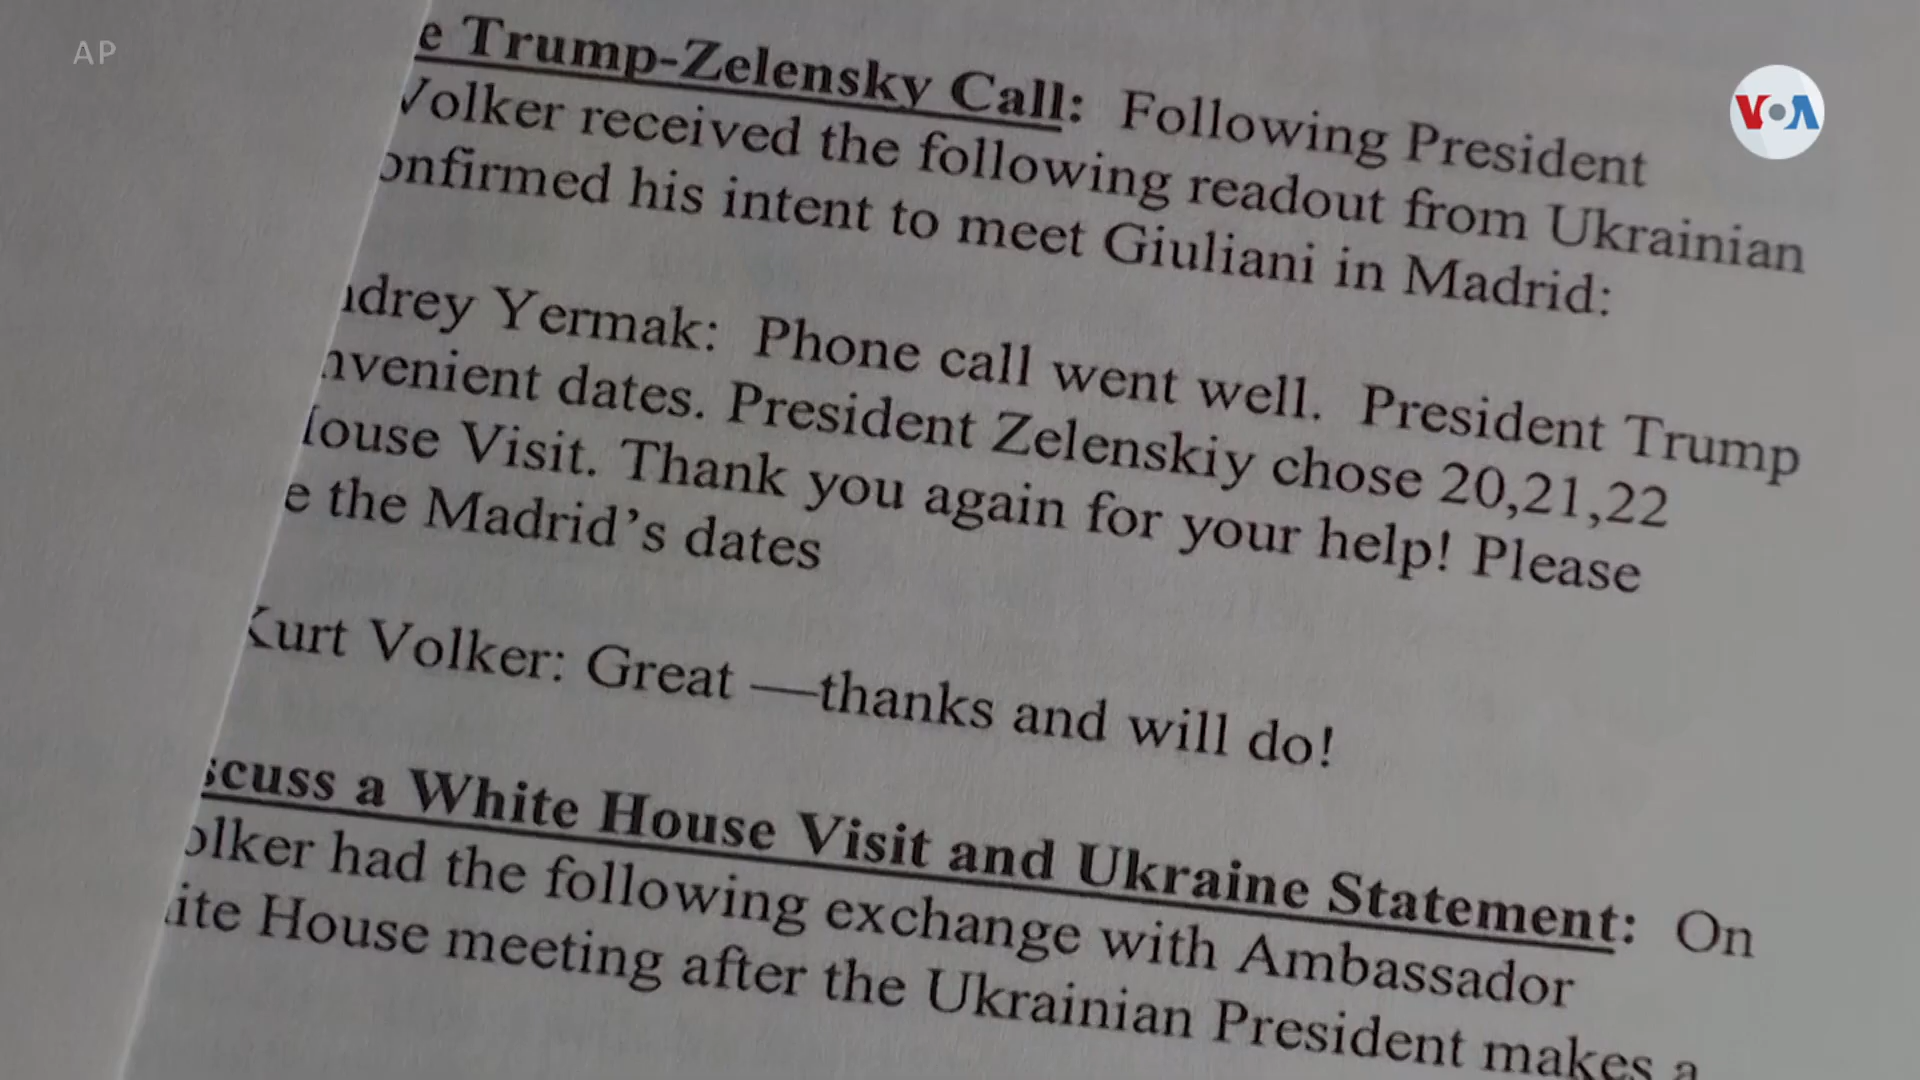 AP
VOA
e Trump-Zelensky Call: Following President
Volker received the following readout from Ukrainian
onfirmed his intent to meet Giuliani in Madrid:
ndrey Yermak: Phone call went well. President Trump
nvenient dates. President Zelenskiy chose 20,21,22
House Visit. Thank you again for your help! Please
e the Madrid’s dates
Kurt Volker: Great —thanks and will do!
scuss a White House Visit and Ukraine Statement: On
olker had the following exchange with Ambassador
ite House meeting after the Ukrainian President makes a